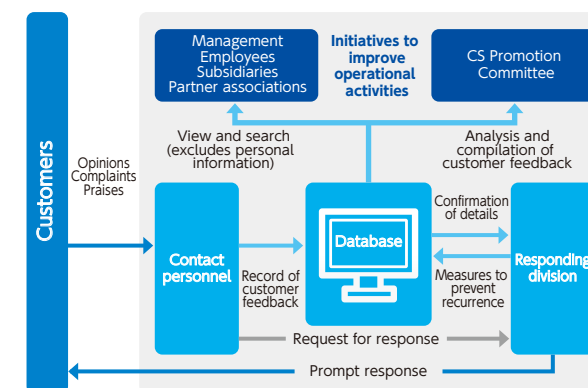 Management
Employees
Subsidiaries
Partner associations
Initiatives to
improve
operational
activities
CS Promotion
Committee
View and search
(excludes personal
information)
Analysis and
compilation of
customer feedback
Customers
Opinions
Complaints
Praises
Contact
personnel
Record of
customer
feedback
Database
Confirmation
of details
Measures to
prevent
recurrence
Responding
division
Request for response
Prompt response